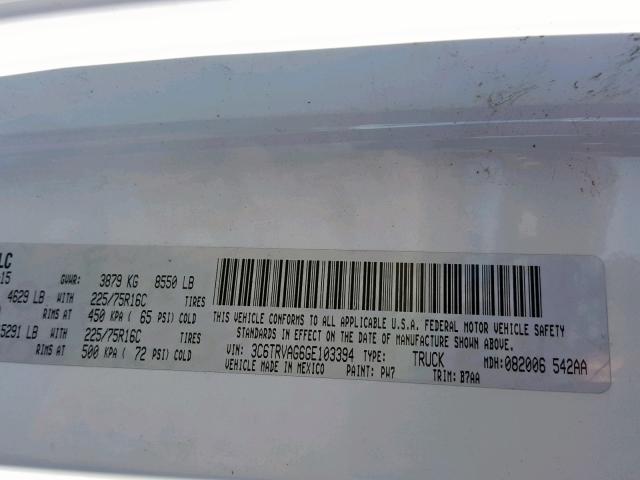 LC
15 GVWR: 3879 KG 8550 LB
4629 LB WITH 225/75R16C TIRES
RIMS AT 450 KPA ( 65 PSI) COLD
5291 LB WITH 225/75R16C TIRES
RIMS AT 500 KPA ( 72 PSI) COLD
THIS VEHICLE CONFORMS TO ALL APPLICABLE U.S.A. FEDERAL MOTOR VEHICLE SAFETY
STANDARDS IN EFFECT ON THE DATE OF MANUFACTURE SHOWN ABOVE.
VIN: 3C6TRVAG6GE103394 TYPE: TRUCK MDH: 082006 542AA
VEHICLE MADE IN MEXICO PAINT: PW7 TRIM: B7AA